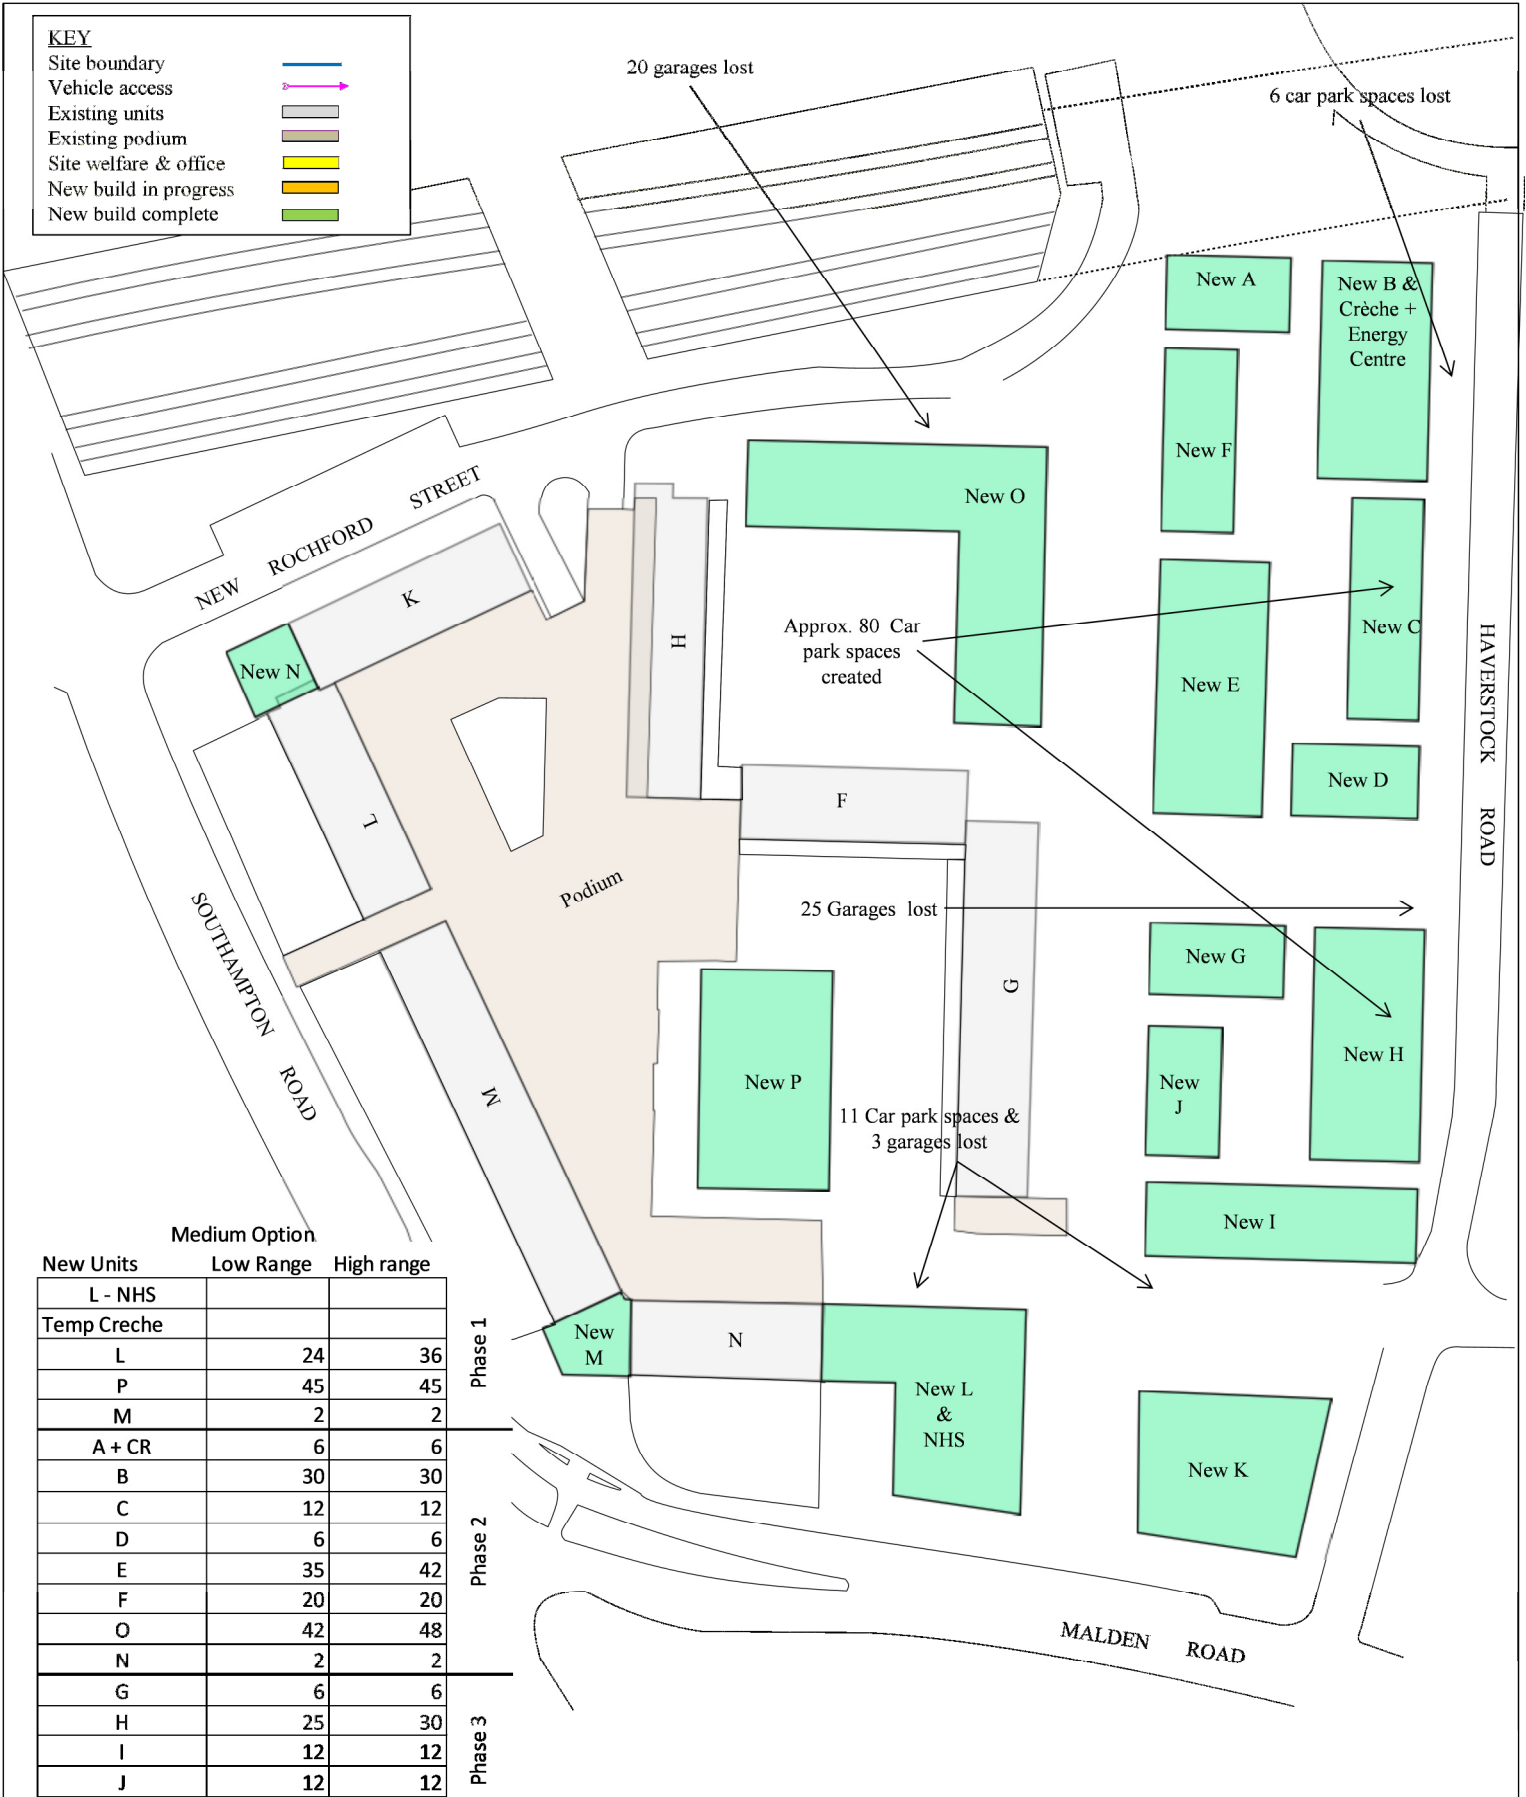 KEY
Site boundary
Vehicle access
Existing units
Existing podium
Site welfare & office
New build in progress
New build complete
20 garages lost
6 car park spaces lost
New A
New B &
Crèche +
Energy
Centre
New F
New O
NEW ROCHFORD STREET
K
New N
H
Approx. 80 Car
park spaces
created
New C
New E
HAVERSTOCK ROAD
New D
F
L
Podium
25 Garages lost
SOUTHAMPTON ROAD
New G
G
New H
New P
New
J
M
11 Car park spaces &
3 garages lost
New I
New
M
N
New L
&
NHS
New K
MALDEN ROAD
Medium Option
New Units Low Range High range
L - NHS
Temp Creche
L 24 36
P 45 45
M 2 2
Phase 1
A + CR 6 6
B 30 30
C 12 12
D 6 6
E 35 42
F 20 20
O 42 48
N 2 2
Phase 2
G 6 6
H 25 30
I 12 12
J 12 12
Phase 3